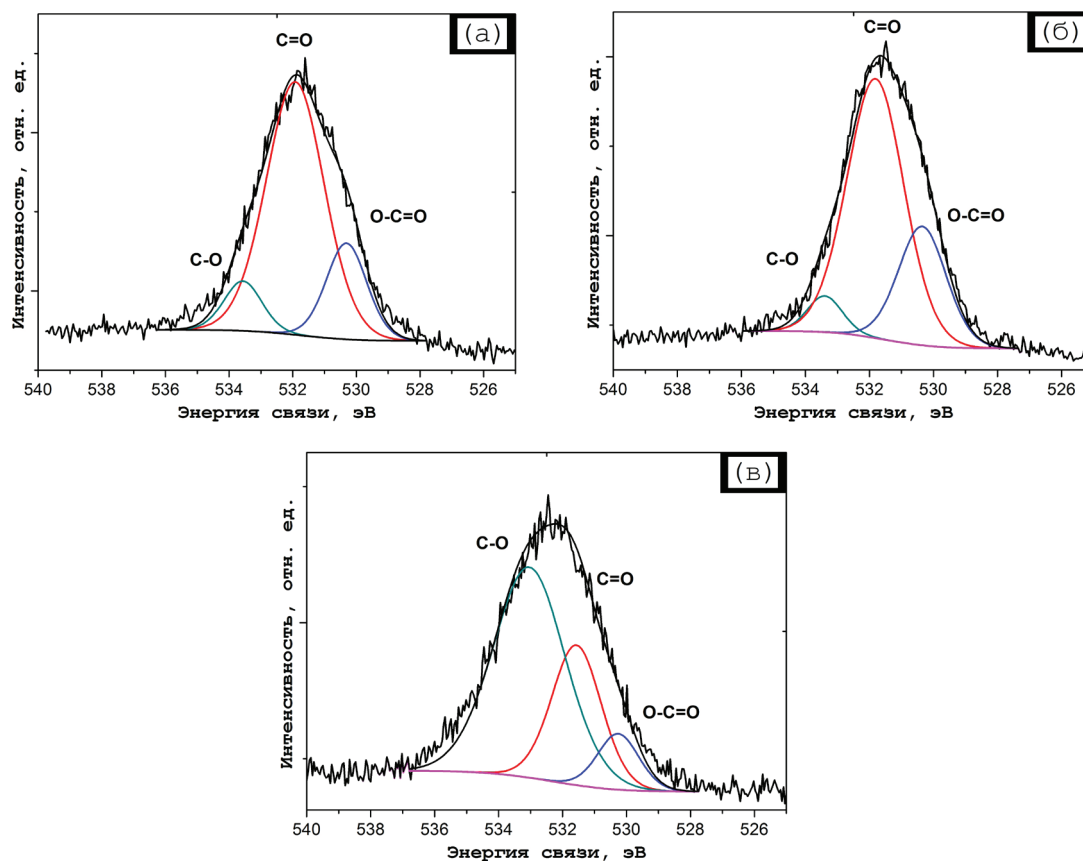 (а)
C=O
O-C=O
C-O
Интенсивность, отн. ед.
540 538 536 534 532 530 528 526
Энергия связи, эВ
(б)
C=O
O-C=O
C-O
Интенсивность, отн. ед.
540 538 536 534 532 530 528 526
Энергия связи, эВ
(в)
C-O
C=O
O-C=O
Интенсивность, отн. ед.
540 538 536 534 532 530 528 526
Энергия связи, эВ